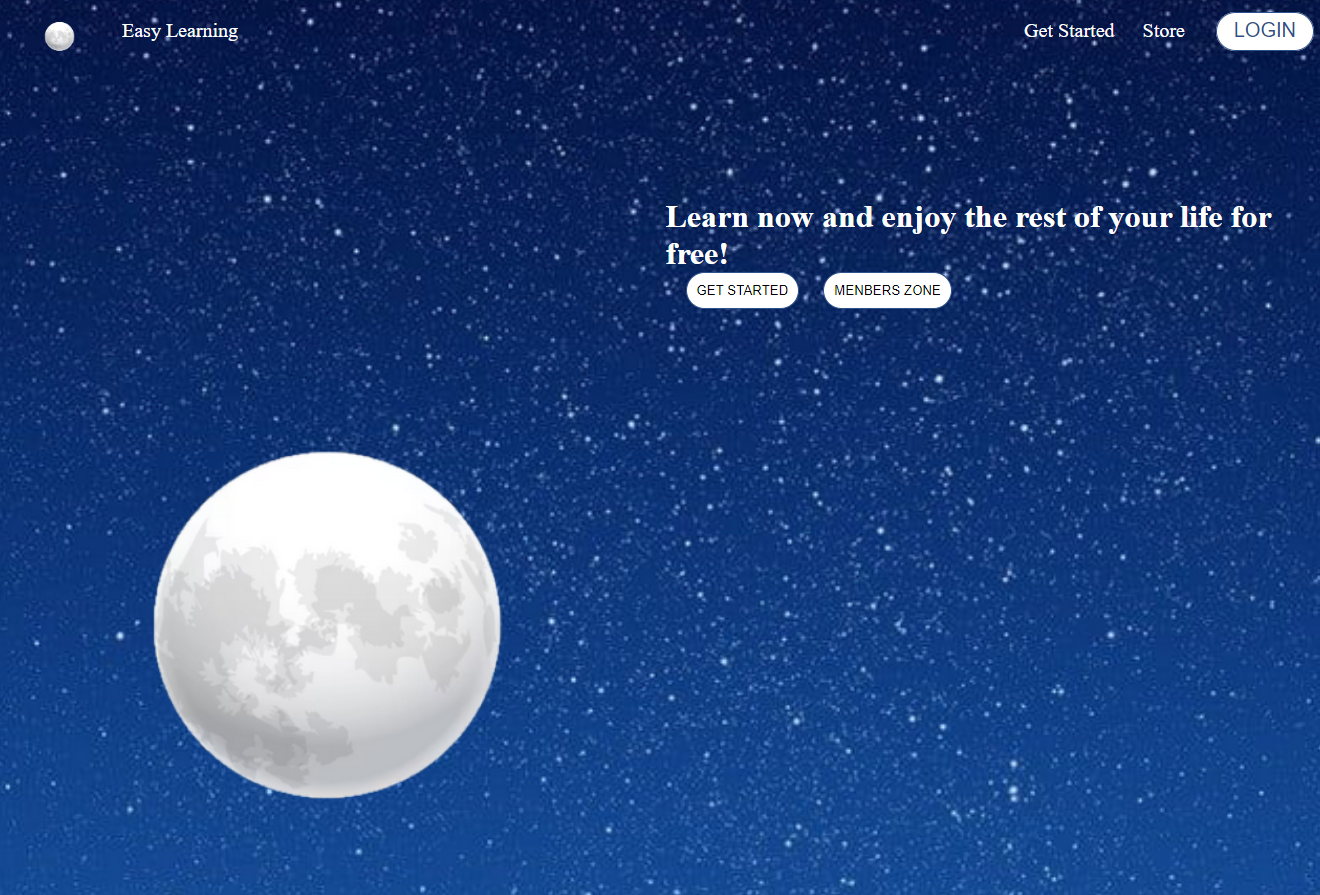 Easy Learning
Get Started
Store
LOGIN
Learn now and enjoy the rest of your life for
free!
GET STARTED
MENBERS ZONE